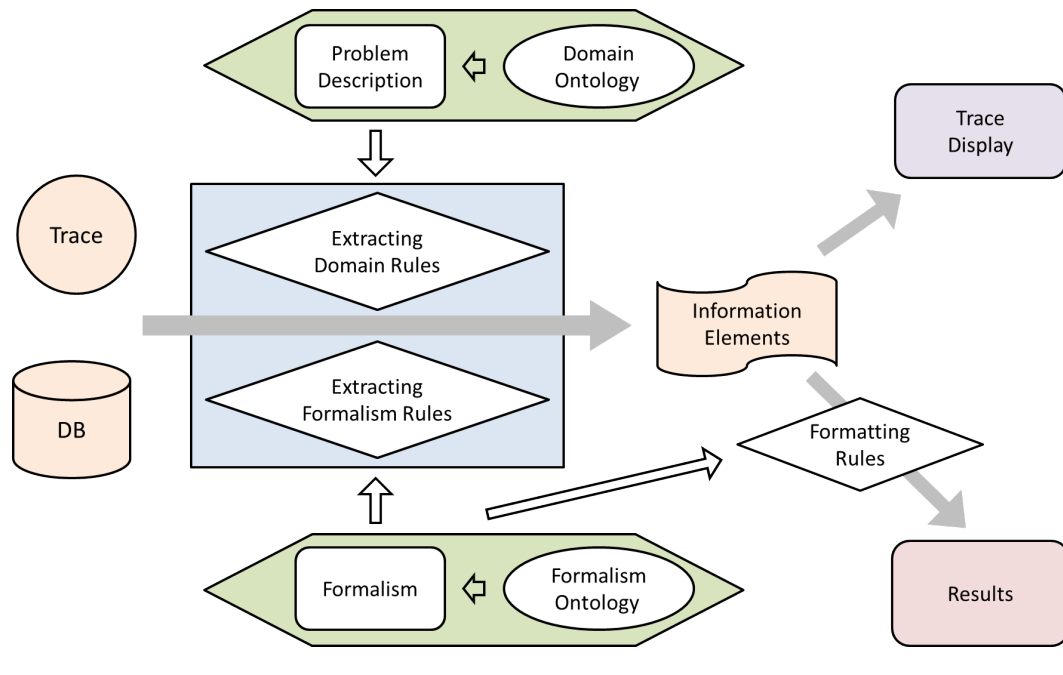 Problem
Description
Domain
Ontology
Trace
Display
Trace
Extracting
Domain Rules
Information
Elements
Extracting
Formalism Rules
DB
Formatting
Rules
Formalism
Formalism
Ontology
Results